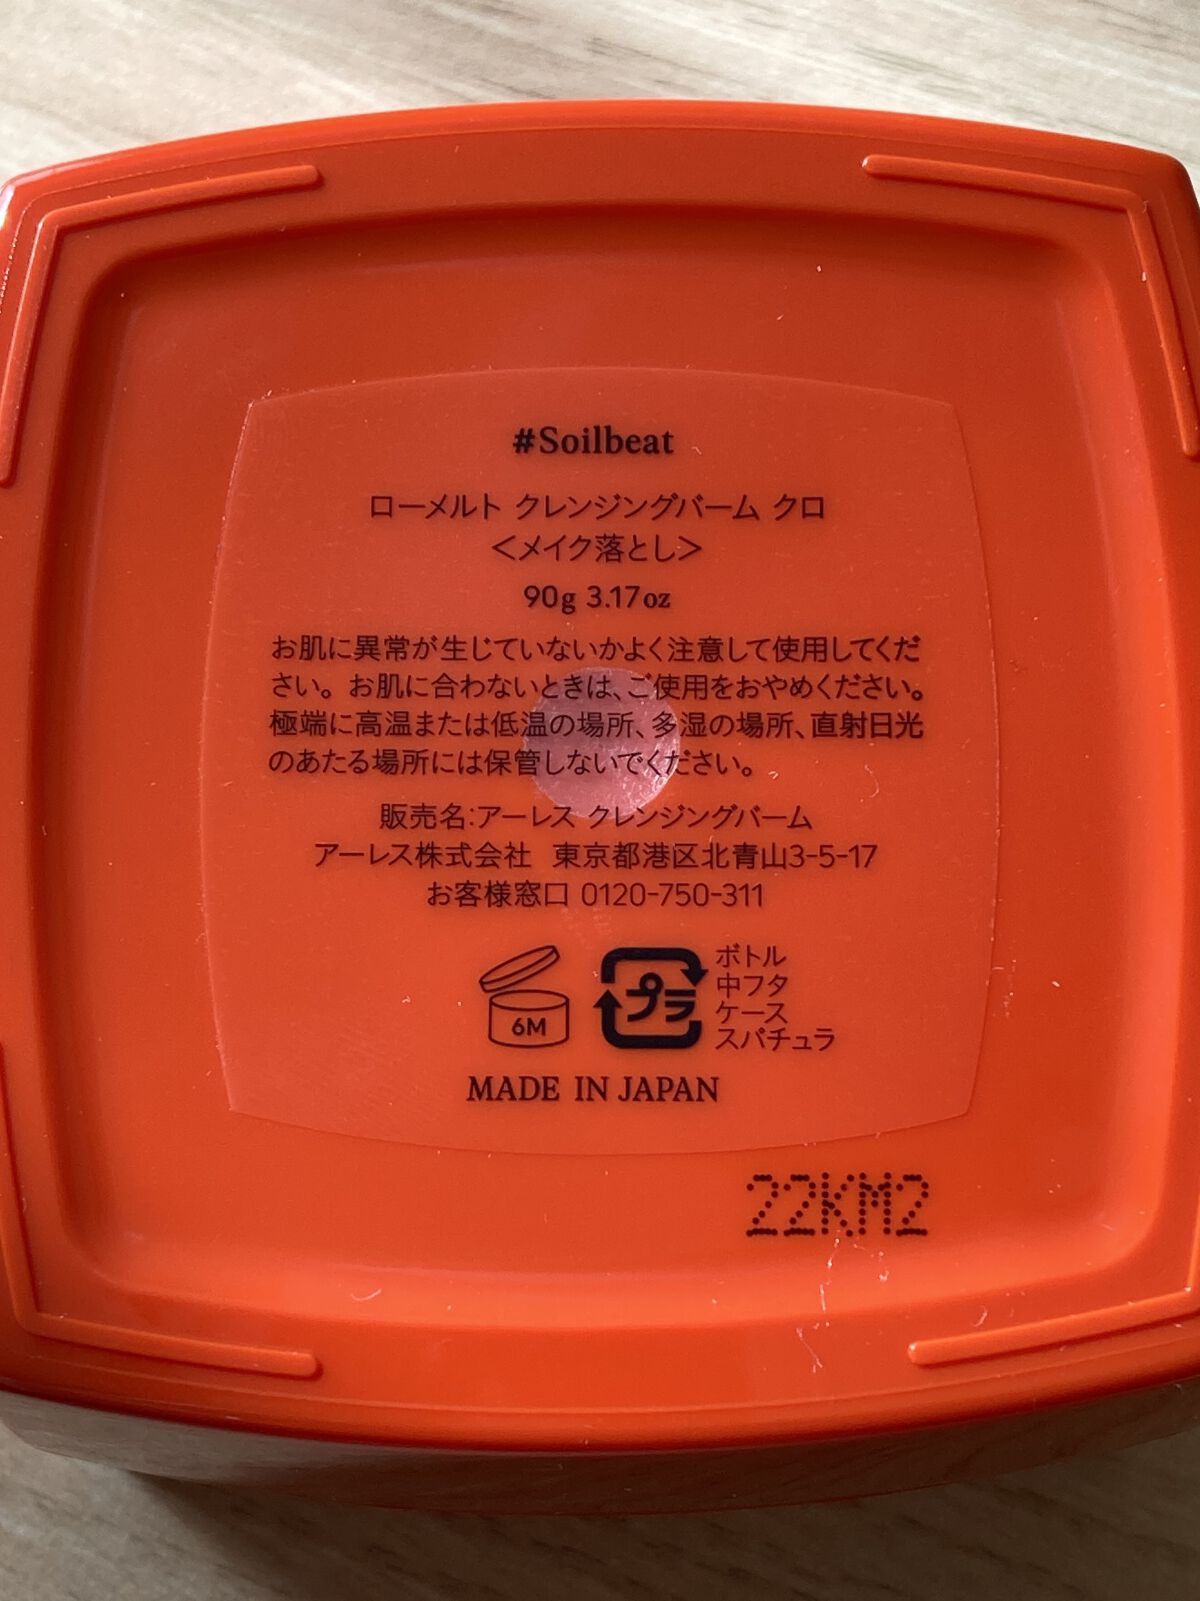 #Soilbeat
ローメルト クレンジングバーム クロ
＜メイク落とし＞
90g 3.17oz
お肌に異常が生じていないかよく注意して使用してくだ
さい。お肌に合わないときは、ご使用をおやめください。
極端に高温または低温の場所、多湿の場所、直射日光
のあたる場所には保管しないでください。
販売名:アーレス クレンジングバーム
アーレス株式会社 東京都港区北青山3-5-17
お客様窓口 0120-750-311
6M
プラ
ボトル
中フタ
ケース
スパチュラ
MADE IN JAPAN
22KM2